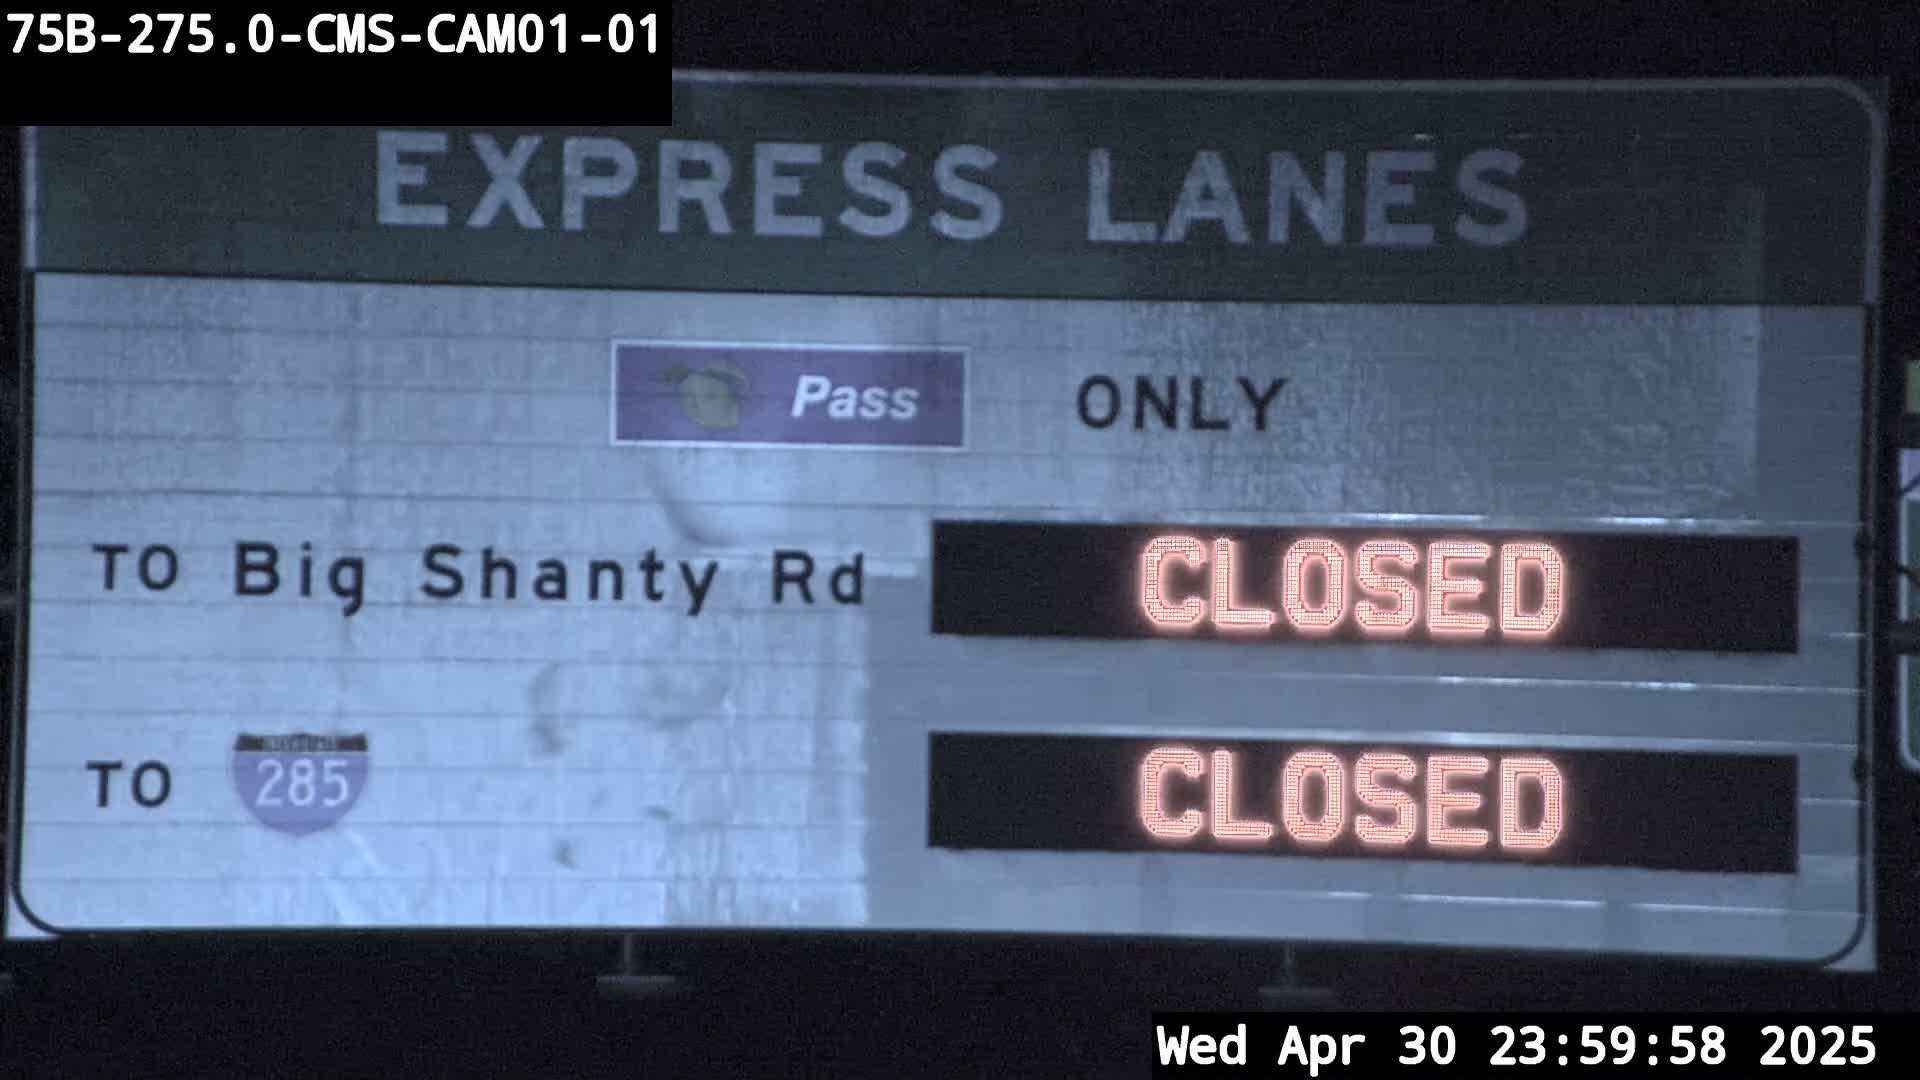 75B-275.0-CMS-CAM01-01
EXPRESS LANES
Pass ONLY
TO Big Shanty Rd CLOSED
TO 285 CLOSED
Wed Apr 30 23:59:58 2025